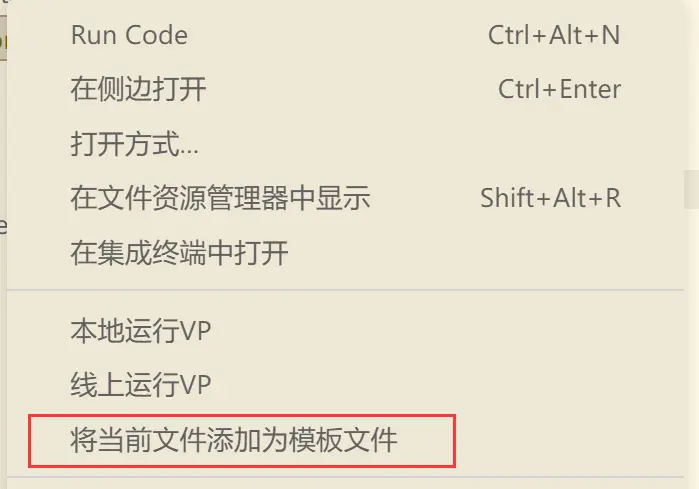 Run Code Ctrl+Alt+N
在侧边打开 Ctrl+Enter
打开方式...
在文件资源管理器中显示 Shift+Alt+R
在集成终端中打开
本地运行VP
线上运行VP
将当前文件添加为模板文件